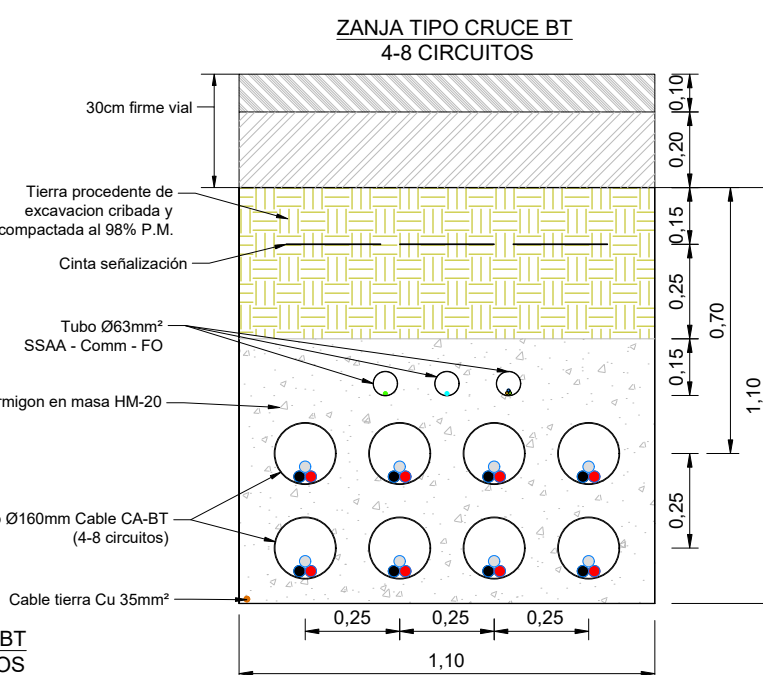 ZANJA TIPO CRUCE BT
4-8 CIRCUITOS
30cm firme vial
0,10
0,20
Tierra procedente de
excavacion cribada y
compactada al 98% P.M.
0,15
Cinta señalización
0,25
0,70
Tubo Ø63mm²
SSAA - Comm - FO
0,15
1,10
rmigon en masa HM-20
0,25
Ø160mm Cable CA-BT
(4-8 circuitos)
Cable tierra Cu 35mm²
0,25
0,25
0,25
1,10
BT
OS